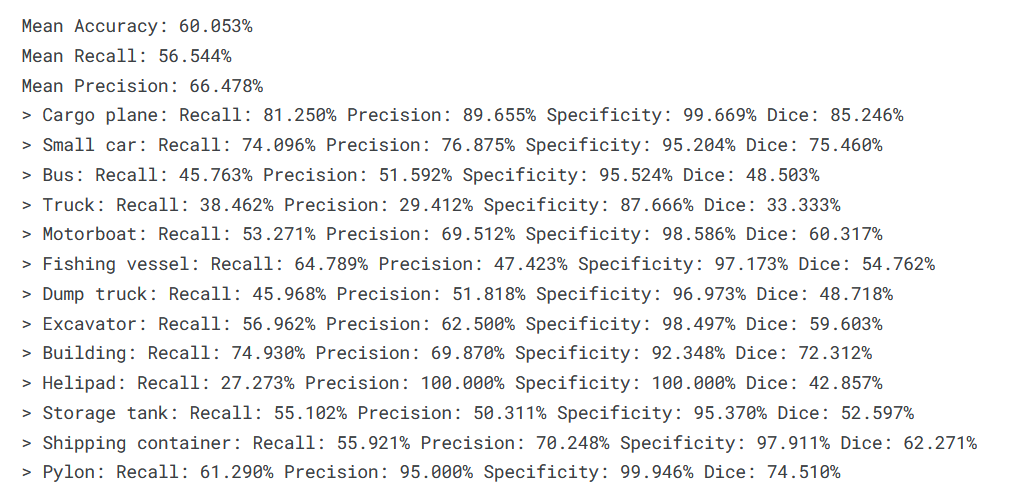 Mean Accuracy: 60.053%
Mean Recall: 56.544%
Mean Precision: 66.478%
> Cargo plane: Recall: 81.250% Precision: 89.655% Specificity: 99.669% Dice: 85.246%
> Small car: Recall: 74.096% Precision: 76.875% Specificity: 95.204% Dice: 75.460%
> Bus: Recall: 45.763% Precision: 51.592% Specificity: 95.524% Dice: 48.503%
> Truck: Recall: 38.462% Precision: 29.412% Specificity: 87.666% Dice: 33.333%
> Motorboat: Recall: 53.271% Precision: 69.512% Specificity: 98.586% Dice: 60.317%
> Fishing vessel: Recall: 64.789% Precision: 47.423% Specificity: 97.173% Dice: 54.762%
> Dump truck: Recall: 45.968% Precision: 51.818% Specificity: 96.973% Dice: 48.718%
> Excavator: Recall: 56.962% Precision: 62.500% Specificity: 98.497% Dice: 59.603%
> Building: Recall: 74.930% Precision: 69.870% Specificity: 92.348% Dice: 72.312%
> Helipad: Recall: 27.273% Precision: 100.000% Specificity: 100.000% Dice: 42.857%
> Storage tank: Recall: 55.102% Precision: 50.311% Specificity: 95.370% Dice: 52.597%
> Shipping container: Recall: 55.921% Precision: 70.248% Specificity: 97.911% Dice: 62.271%
> Pylon: Recall: 61.290% Precision: 95.000% Specificity: 99.946% Dice: 74.510%